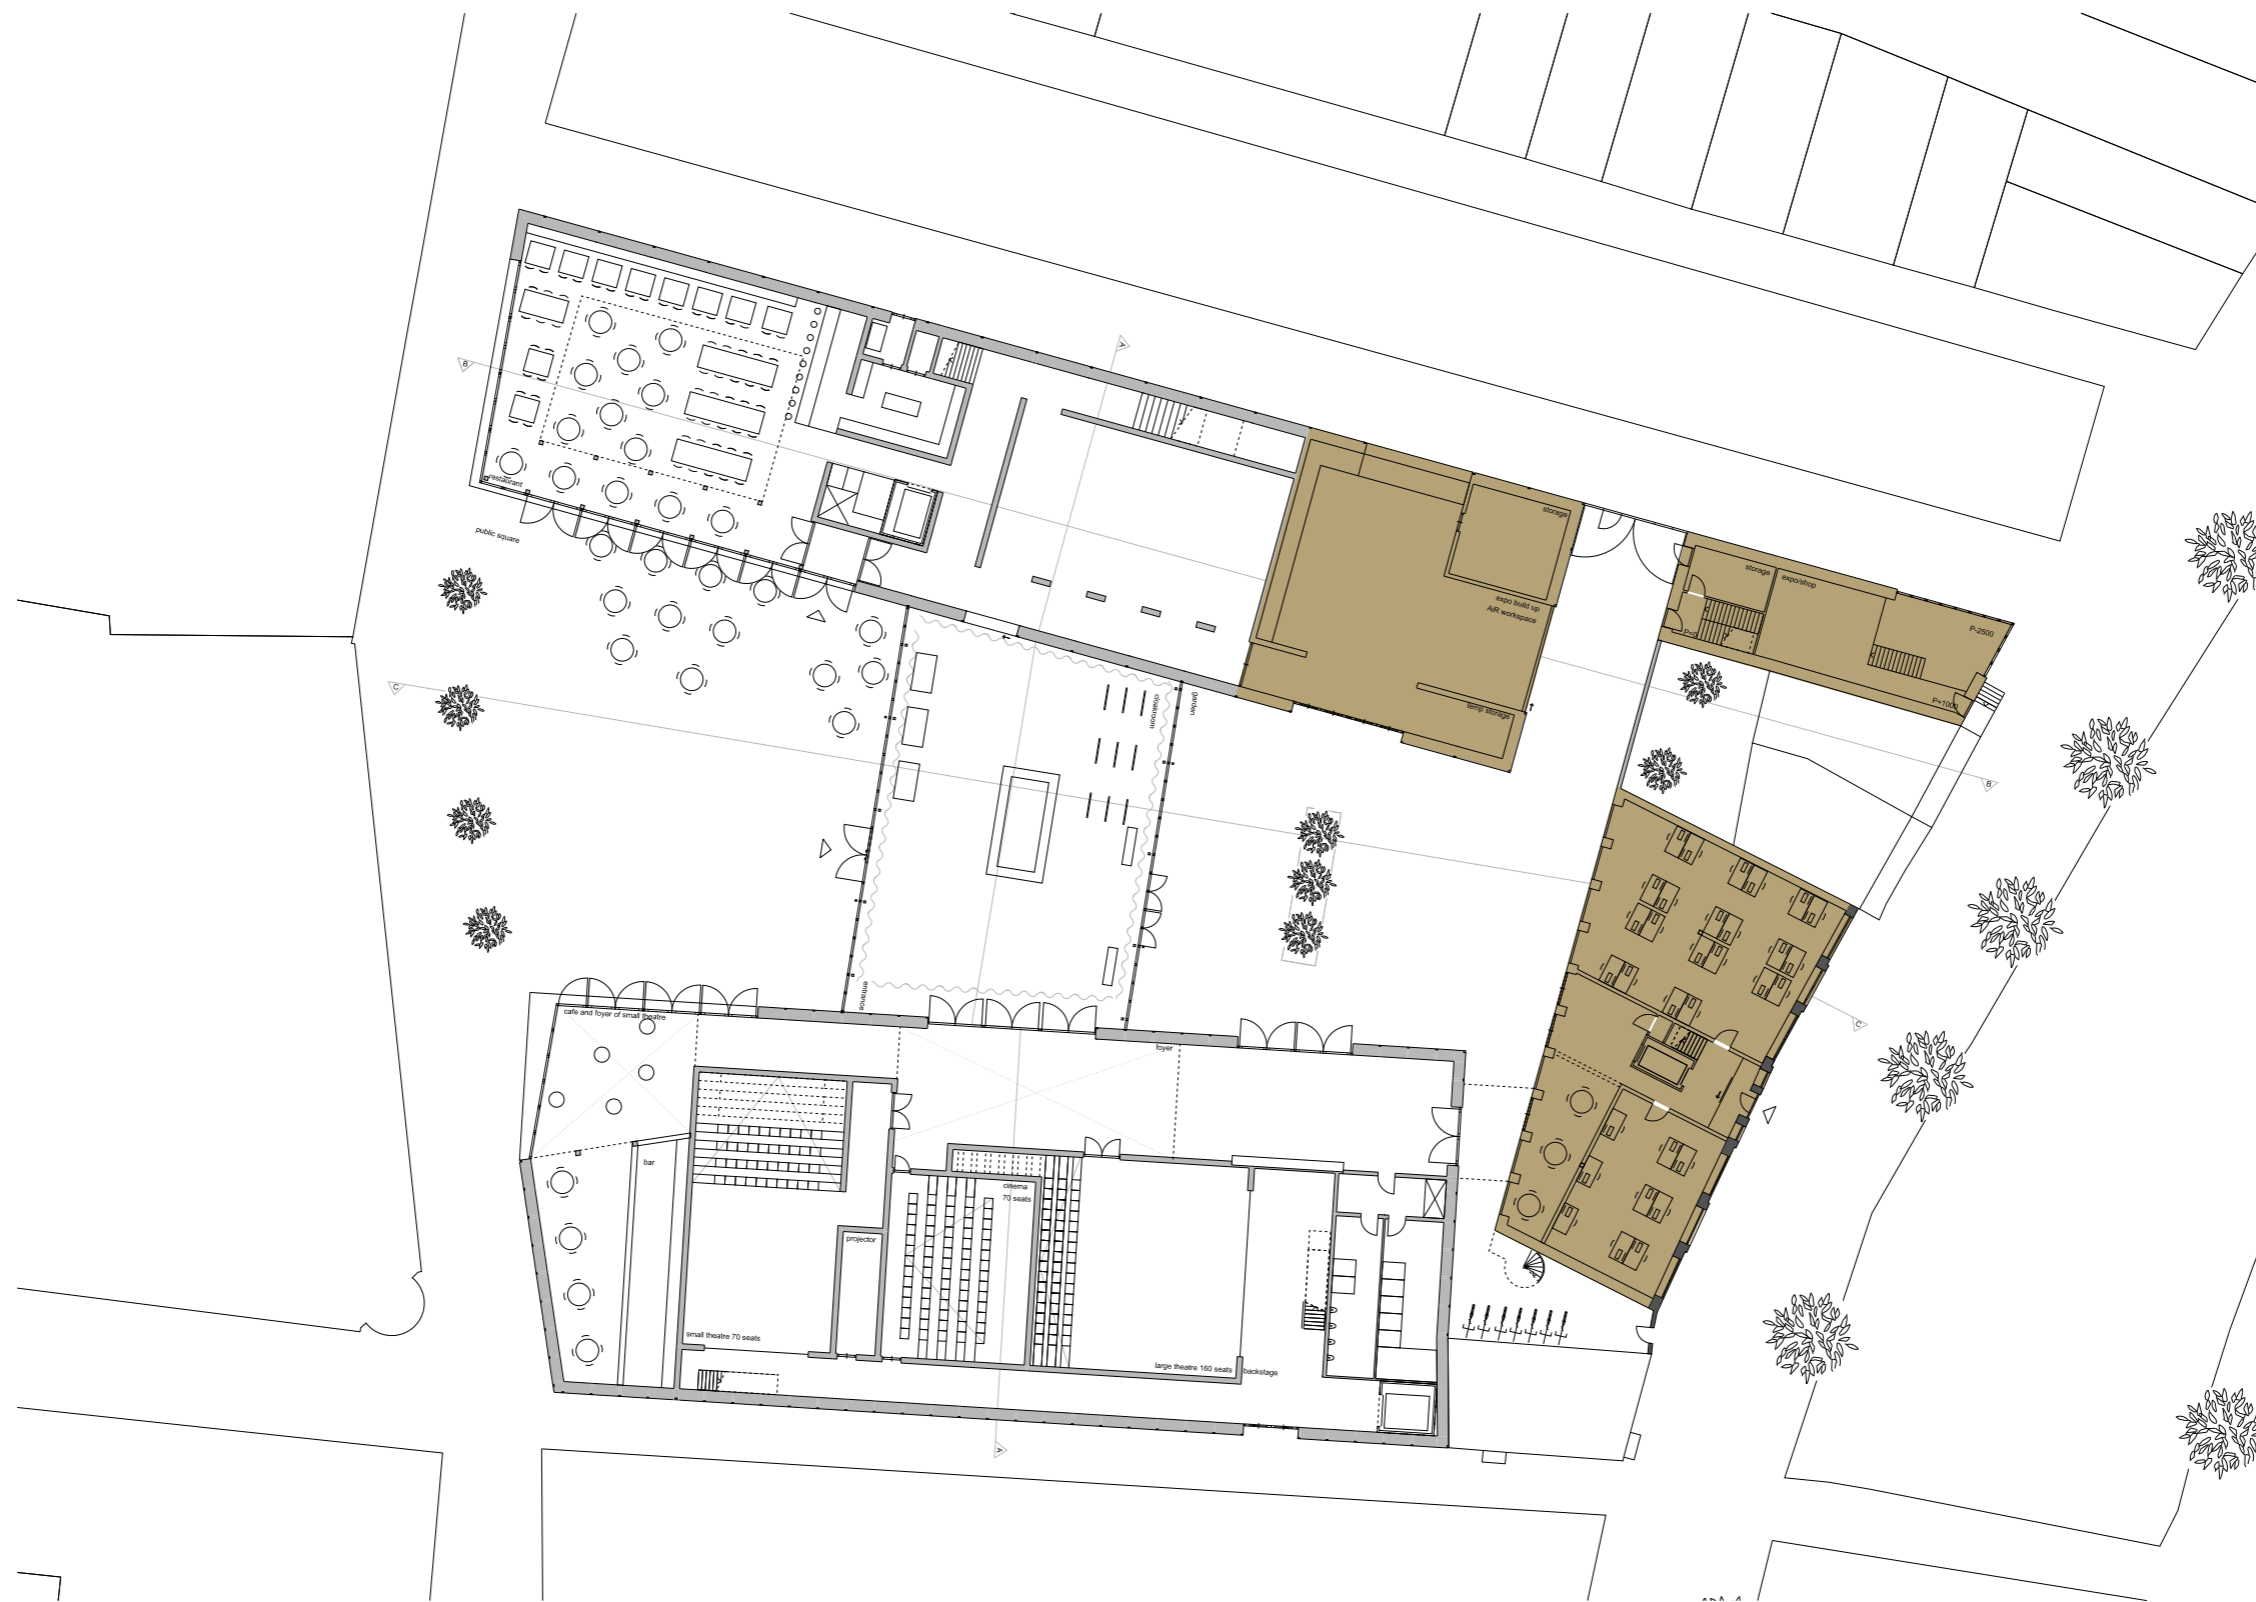 A
B
restaurant
public square
C
storage
expo build up
AiR workspace
temp storage
storage
expo/shop
P=0
P-2500
P+1000
B
cloakroom
garden
entrance
C
cafe and foyer of small theatre
foyer
bar
cinema
70 seats
projector
small theatre 70 seats
large theatre 160 seats
backstage
A